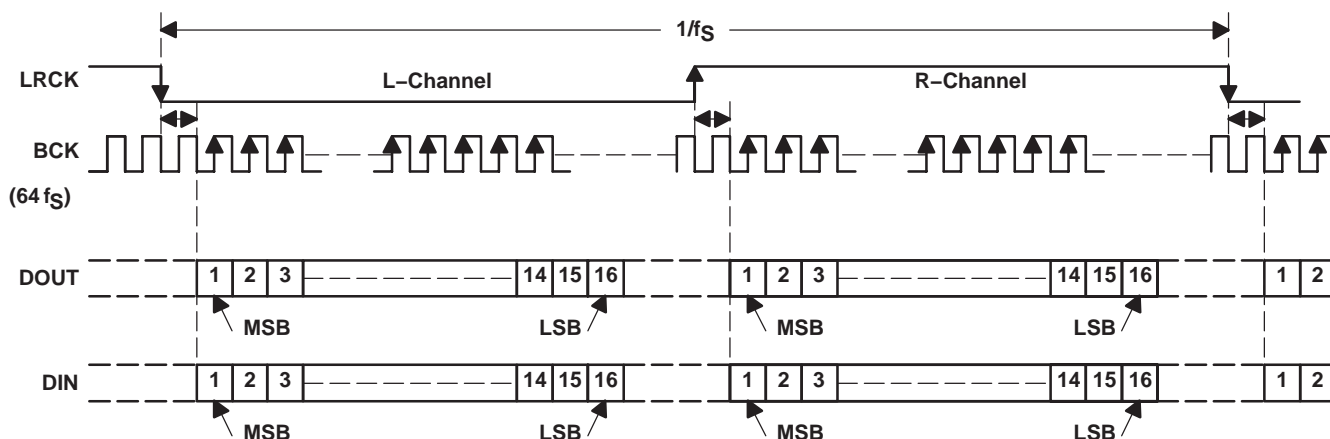 1/fS
LRCK L–Channel R–Channel
BCK
(64 fS)
DOUT 1 2 3 14 15 16 1 2 3 14 15 16 1 2
MSB LSB MSB LSB
DIN 1 2 3 14 15 16 1 2 3 14 15 16 1 2
MSB LSB MSB LSB